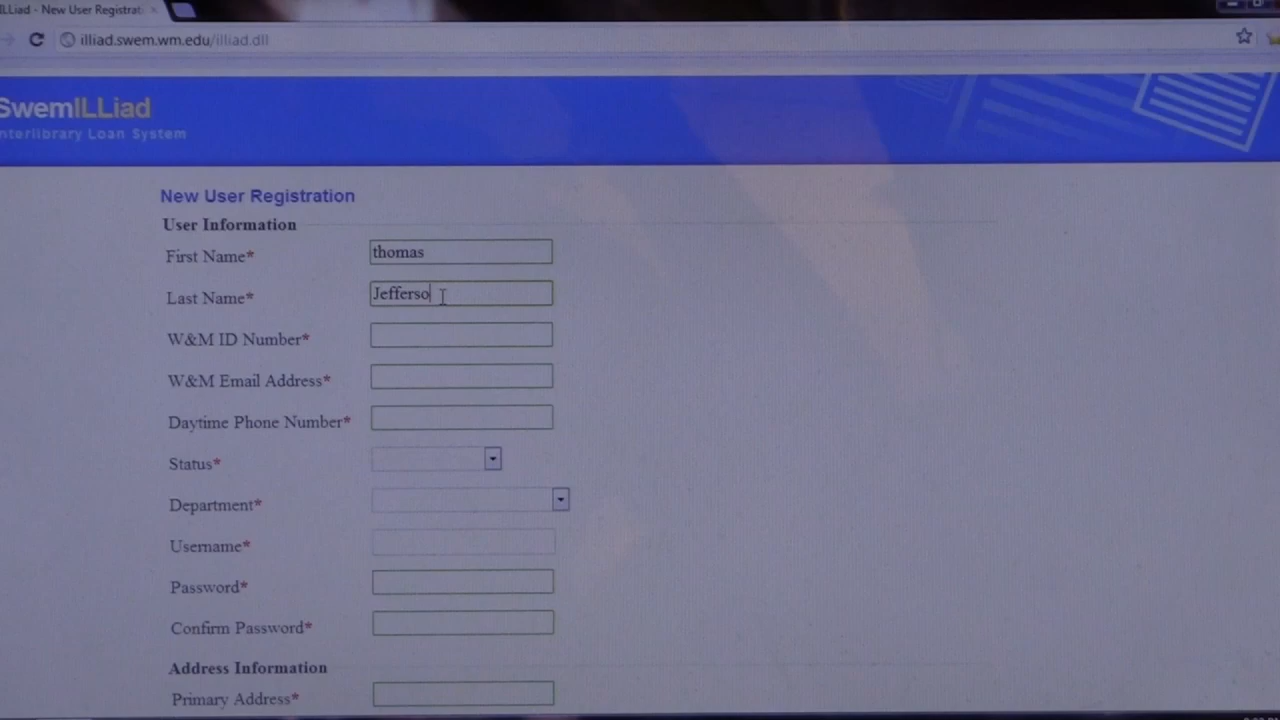 ILLiad - New User Registrat
illiad.swem.wm.edu/illiad.dll
SwemILLiad
nterlibrary Loan System
New User Registration
User Information
First Name* thomas
Last Name* Jefferso
W&M ID Number*
W&M Email Address*
Daytime Phone Number*
Status*
Department*
Username*
Password*
Confirm Password*
Address Information
Primary Address*